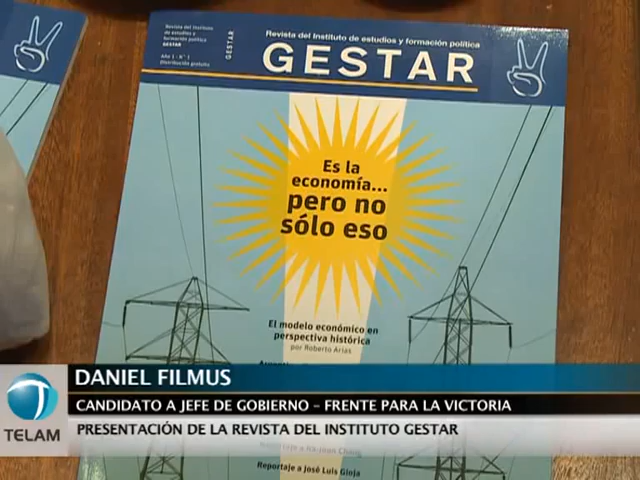 Revista del Instituto
de estudios y
formación política
GESTAR
Año 1 - N° 1
Distribución gratuita
GESTAR
Revista del Instituto de estudios y formación política
GESTAR
Es la
economía...
pero no
sólo eso
El modelo económico en
perspectiva histórica
por Roberto Arias
DANIEL FILMUS
CANDIDATO A JEFE DE GOBIERNO – FRENTE PARA LA VICTORIA
PRESENTACIÓN DE LA REVISTA DEL INSTITUTO GESTAR
TELAM
Reportaje a José Luis Gioja